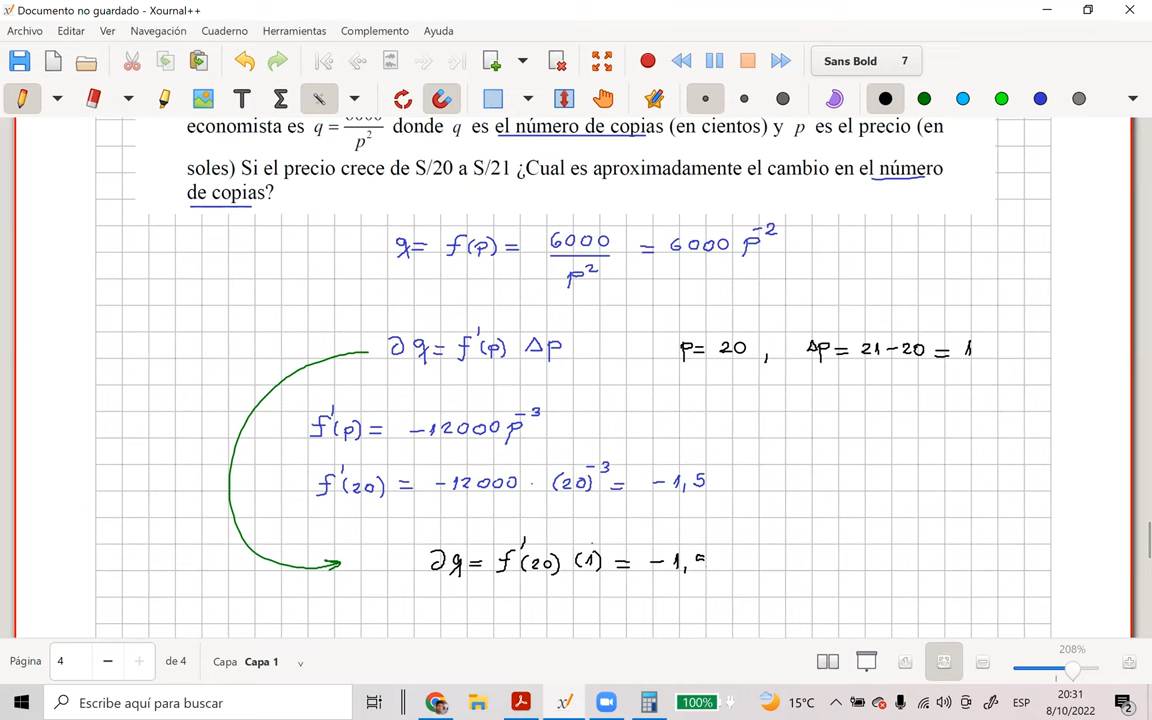 Documento no guardado - Xournal++
Archivo Editar Ver Navegación Cuaderno Herramientas Complemento Ayuda
Sans Bold 7
economista es q = 6000/p² donde q es el número de copias (en cientos) y p es el precio (en
soles) Si el precio crece de S/20 a S/21 ¿Cual es aproximadamente el cambio en el número
de copias?
q = f(p) = 6000/p² = 6000 p⁻²
∂q = f'(p) Δp p = 20 , Δp = 21 - 20 = 1
f'(p) = -12000 p⁻³
f'(20) = -12000 · (20)⁻³ = -1,5
∂q = f'(20) (1) = -1,
Página 4 de 4 Capa Capa 1 208%
Escribe aquí para buscar 100% 15°C ESP 20:31
8/10/2022 2